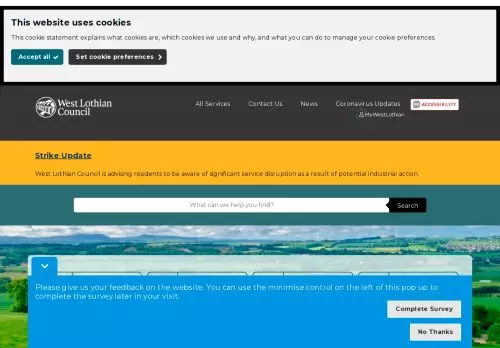 This website uses cookies
This cookie statement explains what cookies are, which cookies we use and why, and what you can do to manage your cookie preferences.
Accept all
Set cookie preferences
West Lothian
Council
All Services
Contact Us
News
Coronavirus Updates
ACCESSIBILITY
MyWestLothian
Strike Update
West Lothian Council is advising residents to be aware of significant service disruption as a result of potential industrial action.
What can we help you find?
Search
Please give us your feedback on the website. You can use the minimise control on the left of this pop up to
complete the survey later in your visit.
Complete Survey
No Thanks